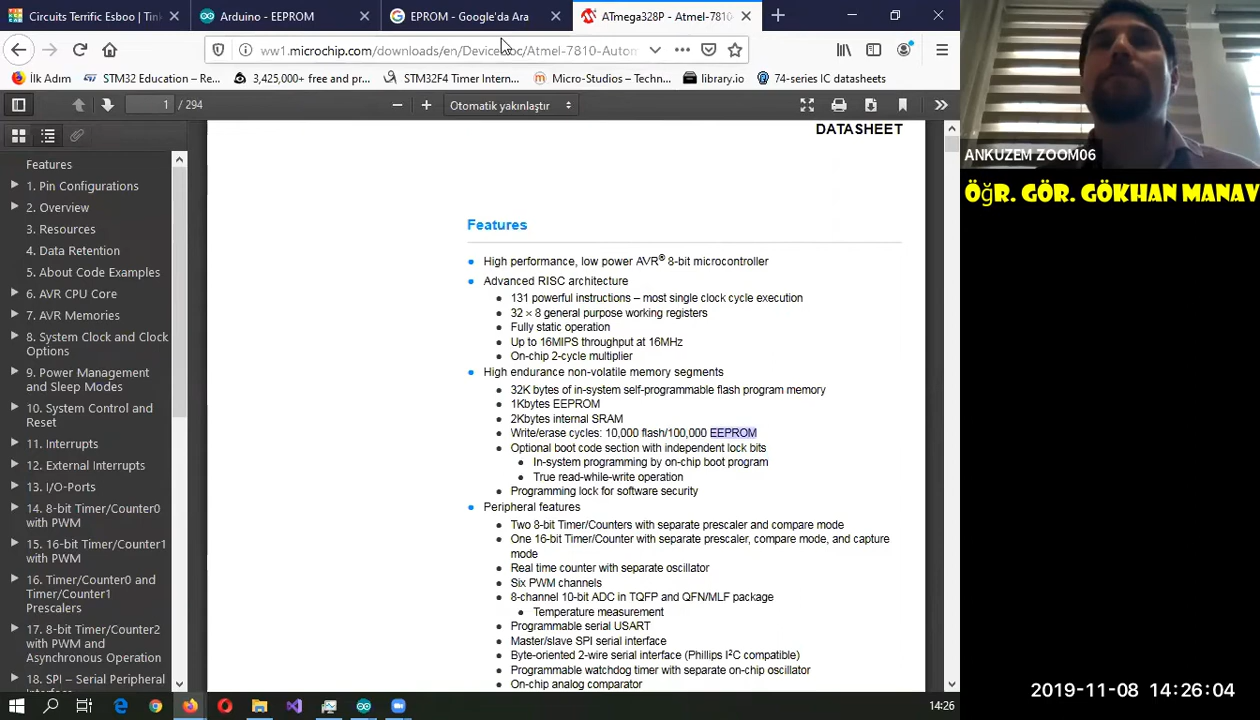 Circuits Terrific Esboo | Tink
Arduino - EEPROM
EPROM - Google'da Ara
ATmega328P - Atmel-7810-
ww1.microchip.com/downloads/en/DeviceDoc/Atmel-7810-Autom
İlk Adım
STM32 Education – Re...
3,425,000+ free and pr...
STM32F4 Timer Intern...
Micro-Studios – Techn...
library.io
74-series IC datasheets
1 / 294
Otomatik yakınlaştır
Features
1. Pin Configurations
2. Overview
3. Resources
4. Data Retention
5. About Code Examples
6. AVR CPU Core
7. AVR Memories
8. System Clock and Clock
Options
9. Power Management
and Sleep Modes
10. System Control and
Reset
11. Interrupts
12. External Interrupts
13. I/O-Ports
14. 8-bit Timer/Counter0
with PWM
15. 16-bit Timer/Counter1
with PWM
16. Timer/Counter0 and
Timer/Counter1
Prescalers
17. 8-bit Timer/Counter2
with PWM and
Asynchronous Operation
18. SPI – Serial Peripheral
DATASHEET
Features
High performance, low power AVR® 8-bit microcontroller
Advanced RISC architecture
131 powerful instructions – most single clock cycle execution
32 × 8 general purpose working registers
Fully static operation
Up to 16MIPS throughput at 16MHz
On-chip 2-cycle multiplier
High endurance non-volatile memory segments
32K bytes of in-system self-programmable flash program memory
1Kbytes EEPROM
2Kbytes internal SRAM
Write/erase cycles: 10,000 flash/100,000 EEPROM
Optional boot code section with independent lock bits
In-system programming by on-chip boot program
True read-while-write operation
Programming lock for software security
Peripheral features
Two 8-bit Timer/Counters with separate prescaler and compare mode
One 16-bit Timer/Counter with separate prescaler, compare mode, and capture
mode
Real time counter with separate oscillator
Six PWM channels
8-channel 10-bit ADC in TQFP and QFN/MLF package
Temperature measurement
Programmable serial USART
Master/slave SPI serial interface
Byte-oriented 2-wire serial interface (Phillips I²C compatible)
Programmable watchdog timer with separate on-chip oscillator
On-chip analog comparator
ANKUZEM ZOOM06
ÖĞR. GÖR. GÖKHAN MANAV
2019-11-08 14:26:04
14:26